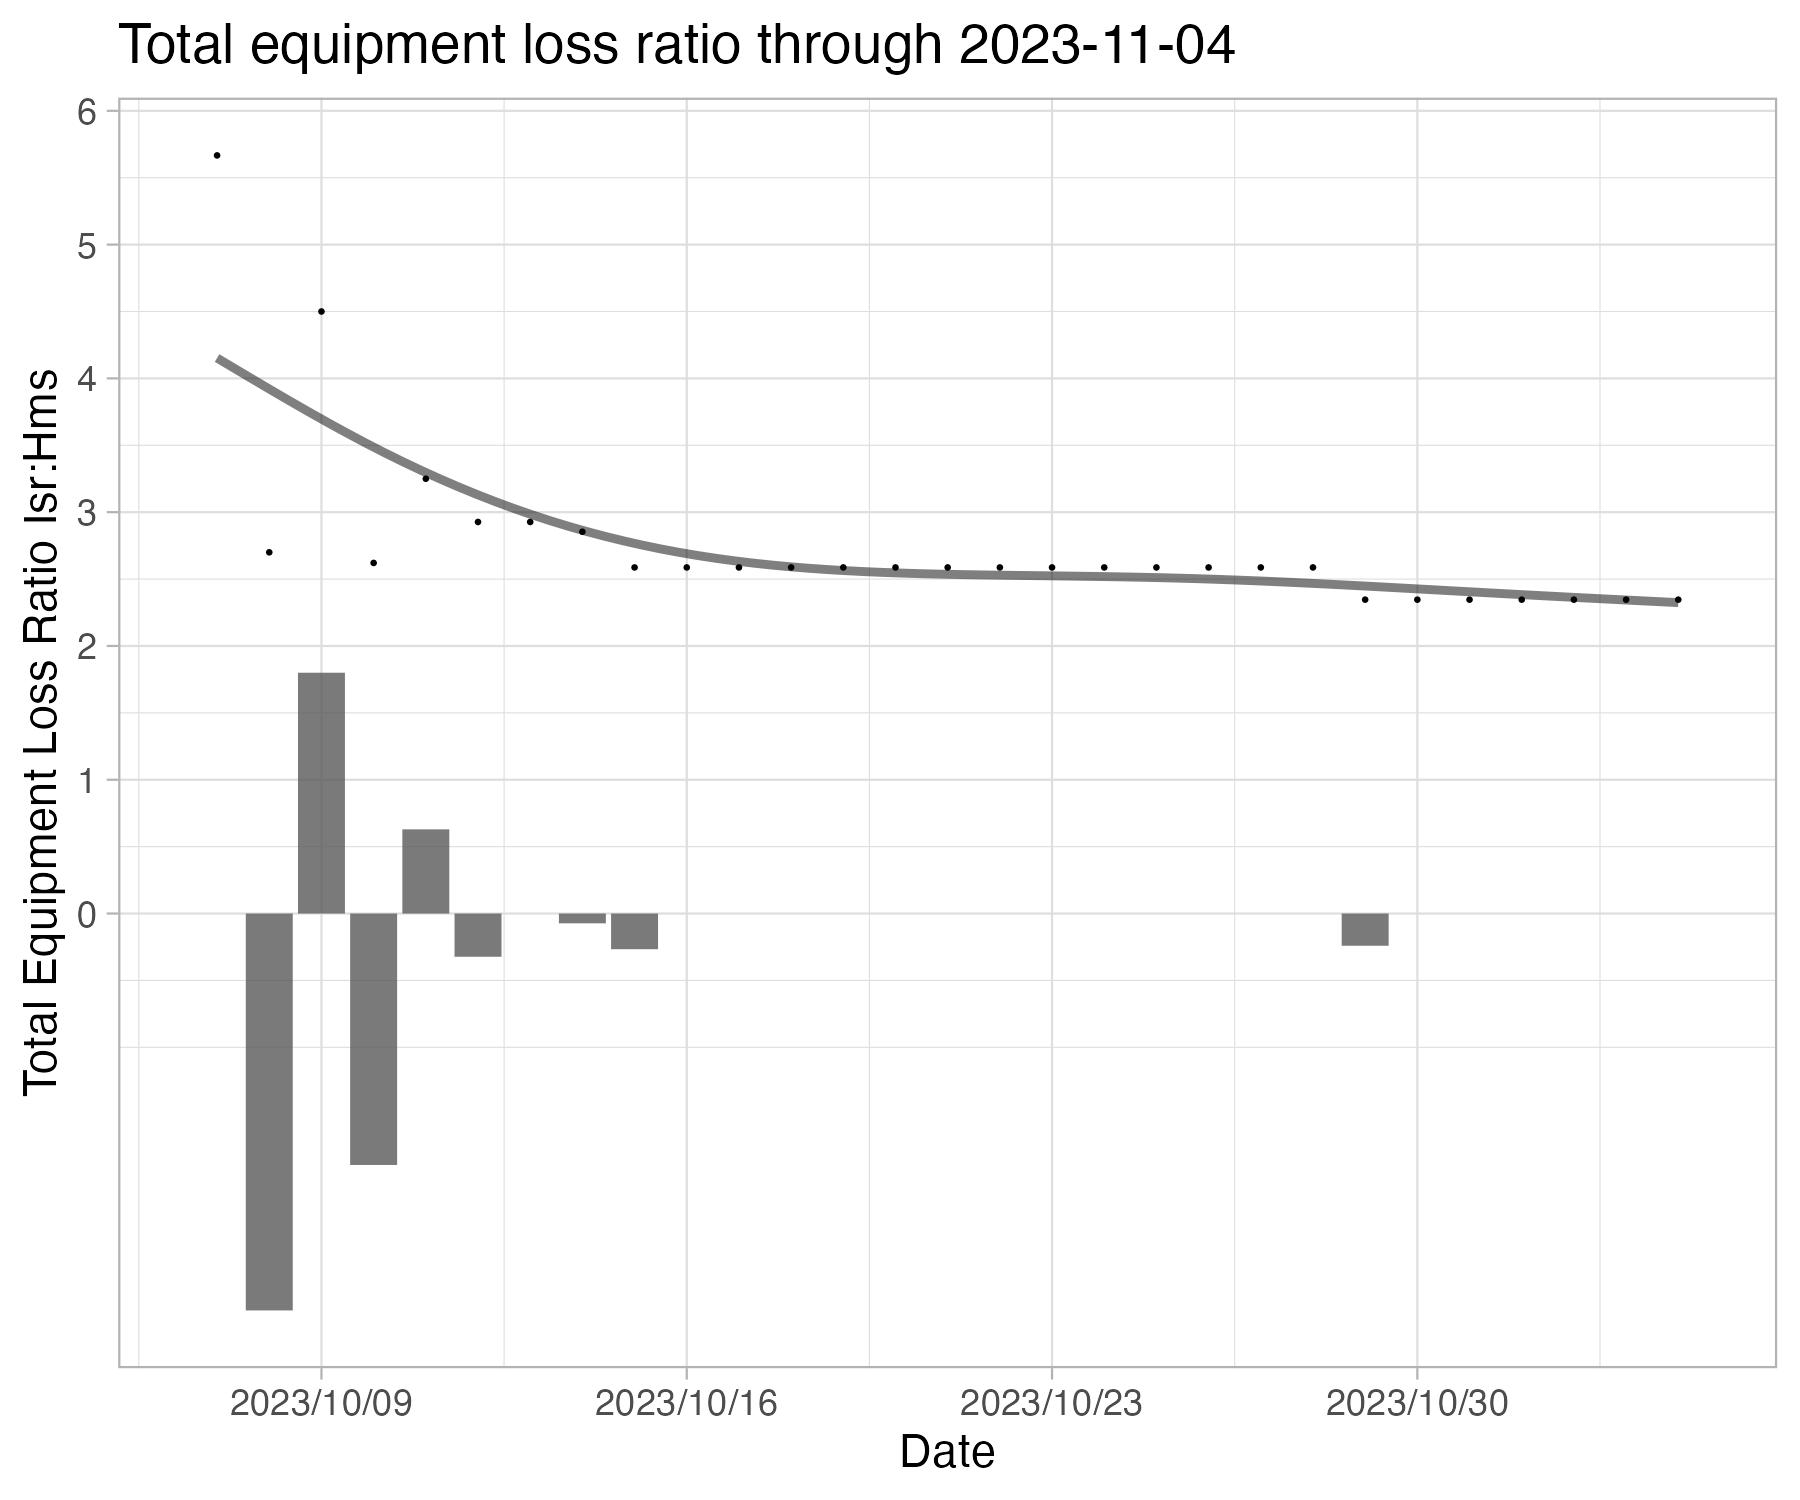 Total equipment loss ratio through 2023-11-04
Total Equipment Loss Ratio Isr:Hms
6
5
4
3
2
1
0
2023/10/09 2023/10/16 2023/10/23 2023/10/30
Date